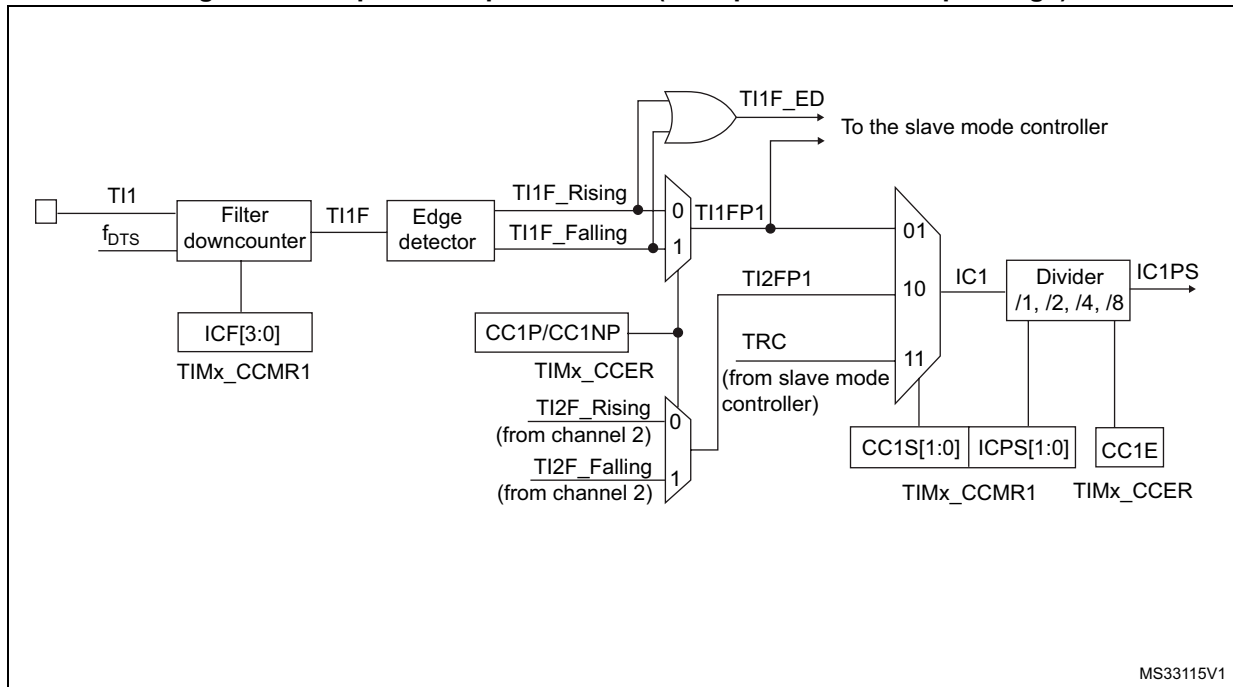 TI1F_ED
To the slave mode controller
TI1
fDTS
Filter
downcounter
TI1F
Edge
detector
TI1F_Rising
TI1F_Falling
0
1
TI1FP1
01
TI2FP1
10
IC1
Divider
/1, /2, /4, /8
IC1PS
ICF[3:0]
TIMx_CCMR1
CC1P/CC1NP
TIMx_CCER
TRC
11
(from slave mode
controller)
TI2F_Rising
0
(from channel 2)
TI2F_Falling
1
(from channel 2)
CC1S[1:0]
ICPS[1:0]
CC1E
TIMx_CCMR1
TIMx_CCER
MS33115V1